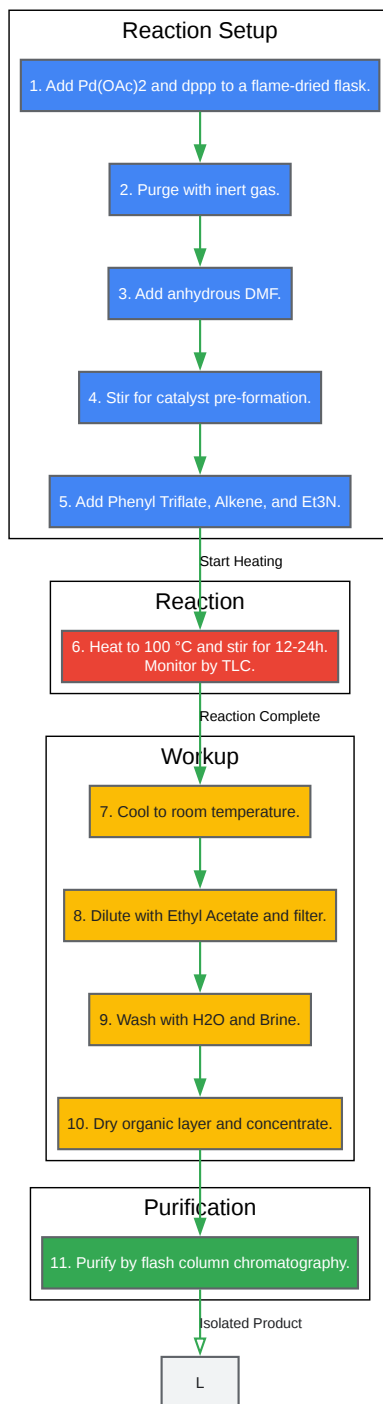 Reaction Setup
1. Add Pd(OAc)2 and dppp to a flame-dried flask.
2. Purge with inert gas.
3. Add anhydrous DMF.
4. Stir for catalyst pre-formation.
5. Add Phenyl Triflate, Alkene, and Et3N.
Start Heating
Reaction
6. Heat to 100 °C and stir for 12-24h.
Monitor by TLC.
Reaction Complete
Workup
7. Cool to room temperature.
8. Dilute with Ethyl Acetate and filter.
9. Wash with H2O and Brine.
10. Dry organic layer and concentrate.
Purification
11. Purify by flash column chromatography.
Isolated Product
L